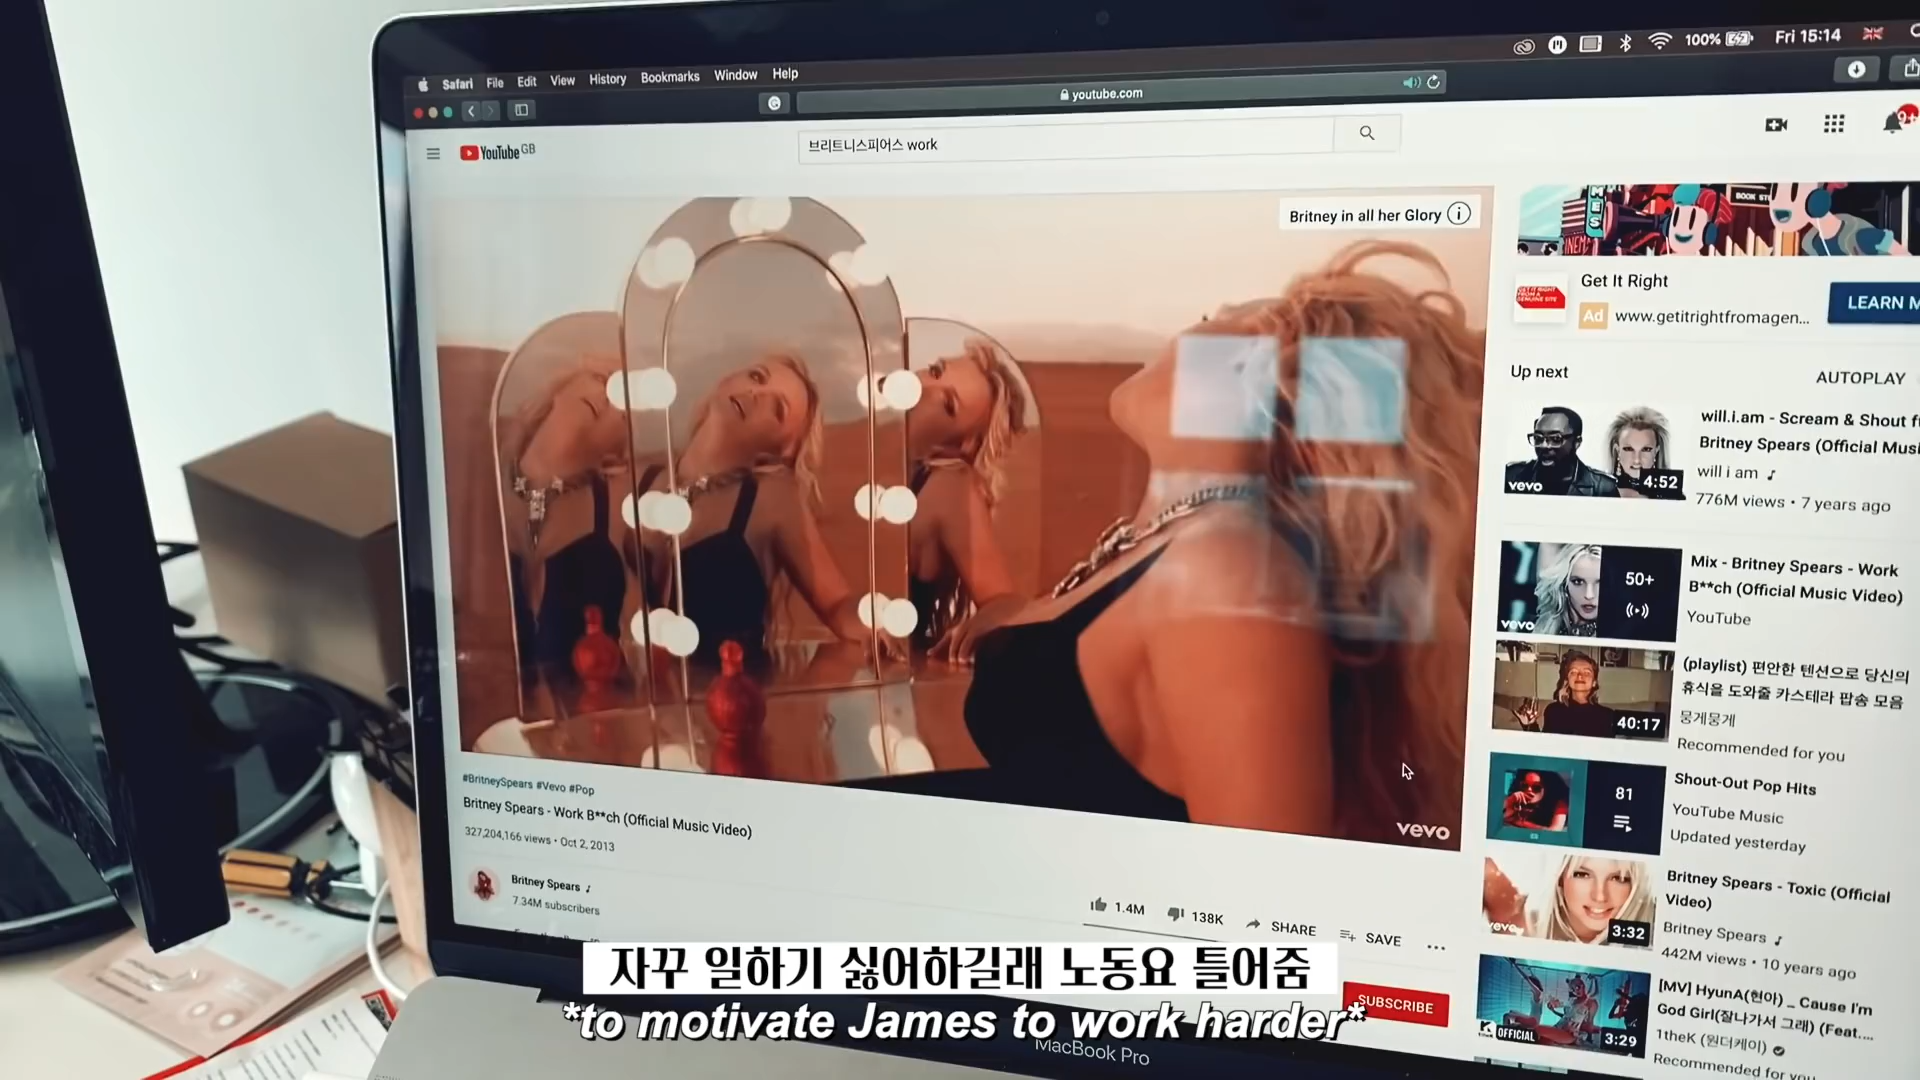 Safari File Edit View History Bookmarks Window Help
100% Fri 15:14
youtube.com
YouTube GB
브리트니스피어스 work
9+
Britney in all her Glory
BOOK
Get It Right
Ad www.getitrightfromagen...
LEARN M
Up next
AUTOPLAY
will.i.am - Scream & Shout f
Britney Spears (Official Musi
will i am
776M views • 7 years ago
vevo
4:52
Mix - Britney Spears - Work
B**ch (Official Music Video)
YouTube
50+
vevo
(playlist) 편안한 텐션으로 당신의
휴식을 도와줄 카스테라 팝송 모음
뭉게뭉게
Recommended for you
40:17
Shout-Out Pop Hits
YouTube Music
Updated yesterday
81
Britney Spears - Toxic (Official
Video)
Britney Spears
442M views • 10 years ago
vevo
3:32
[MV] HyunA(현아) _ Cause I'm
God Girl(잘나가서 그래) (Feat....
1theK (원더케이)
Recommended for you
OFFICIAL
3:29
vevo
#BritneySpears #Vevo #Pop
Britney Spears - Work B**ch (Official Music Video)
327,204,166 views • Oct 2, 2013
1.4M 138K SHARE SAVE
Britney Spears
7.34M subscribers
SUBSCRIBE
자꾸 일하기 싫어하길래 노동요 틀어줌
*to motivate James to work harder*
MacBook Pro